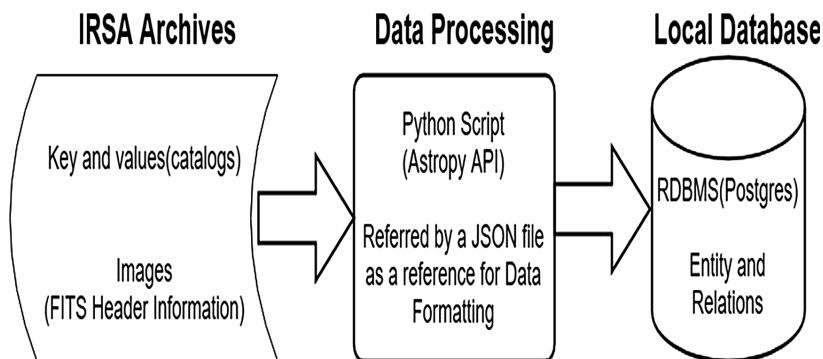 IRSA Archives
Key and values(catalogs)
Images
(FITS Header Information)
Data Processing
Python Script
(Astropy API)
Referred by a JSON file
as a reference for Data
Formatting
Local Database
RDBMS(Postgres)
Entity and
Relations